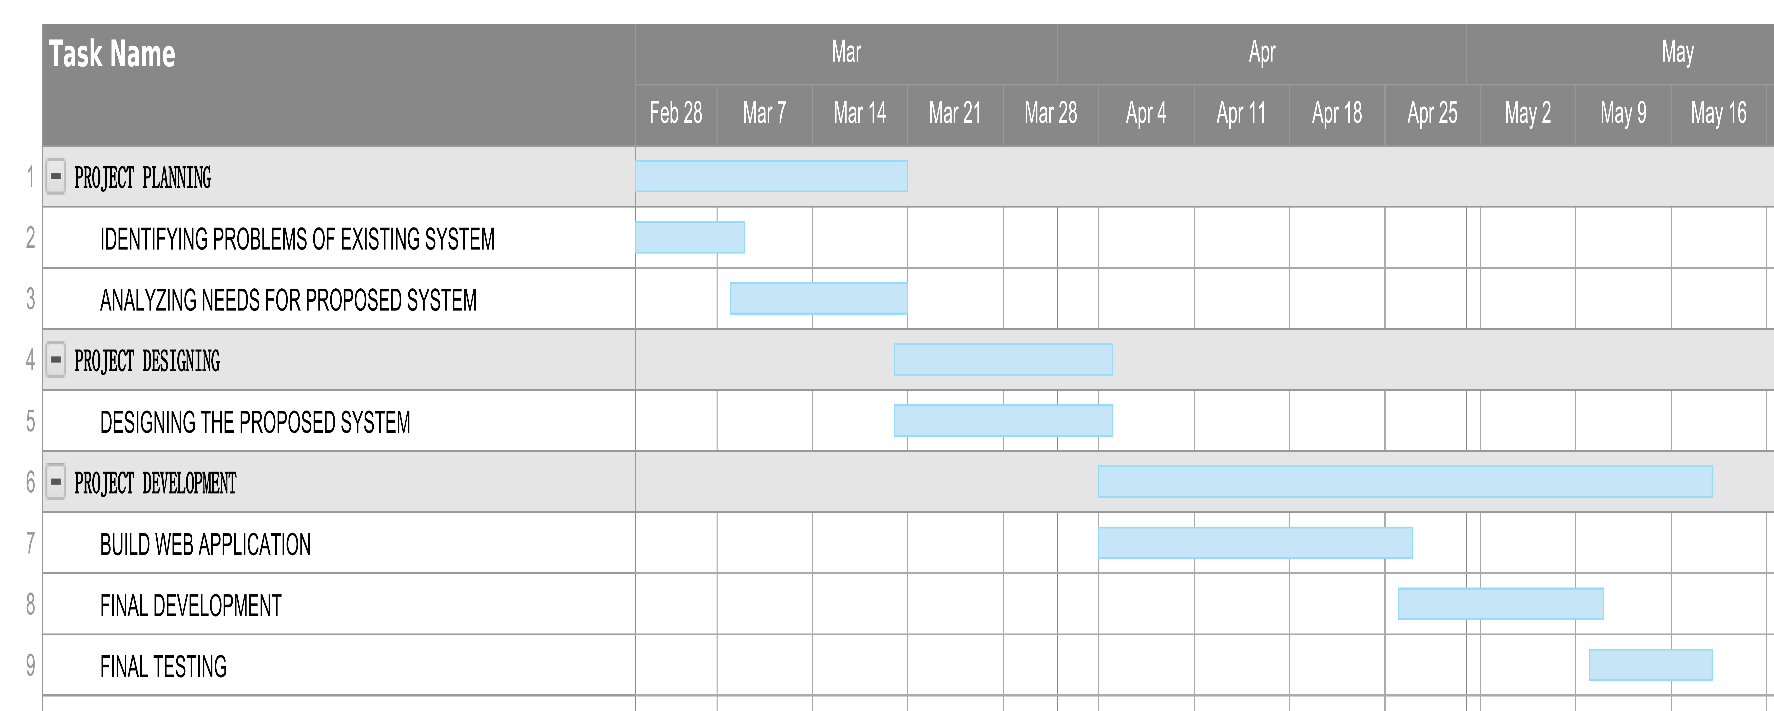 Task Name
Mar Apr May
Feb 28 Mar 7 Mar 14 Mar 21 Mar 28 Apr 4 Apr 11 Apr 18 Apr 25 May 2 May 9 May 16
1 PROJECT PLANNING
2 IDENTIFYING PROBLEMS OF EXISTING SYSTEM
3 ANALYZING NEEDS FOR PROPOSED SYSTEM
4 PROJECT DESIGNING
5 DESIGNING THE PROPOSED SYSTEM
6 PROJECT DEVELOPMENT
7 BUILD WEB APPLICATION
8 FINAL DEVELOPMENT
9 FINAL TESTING